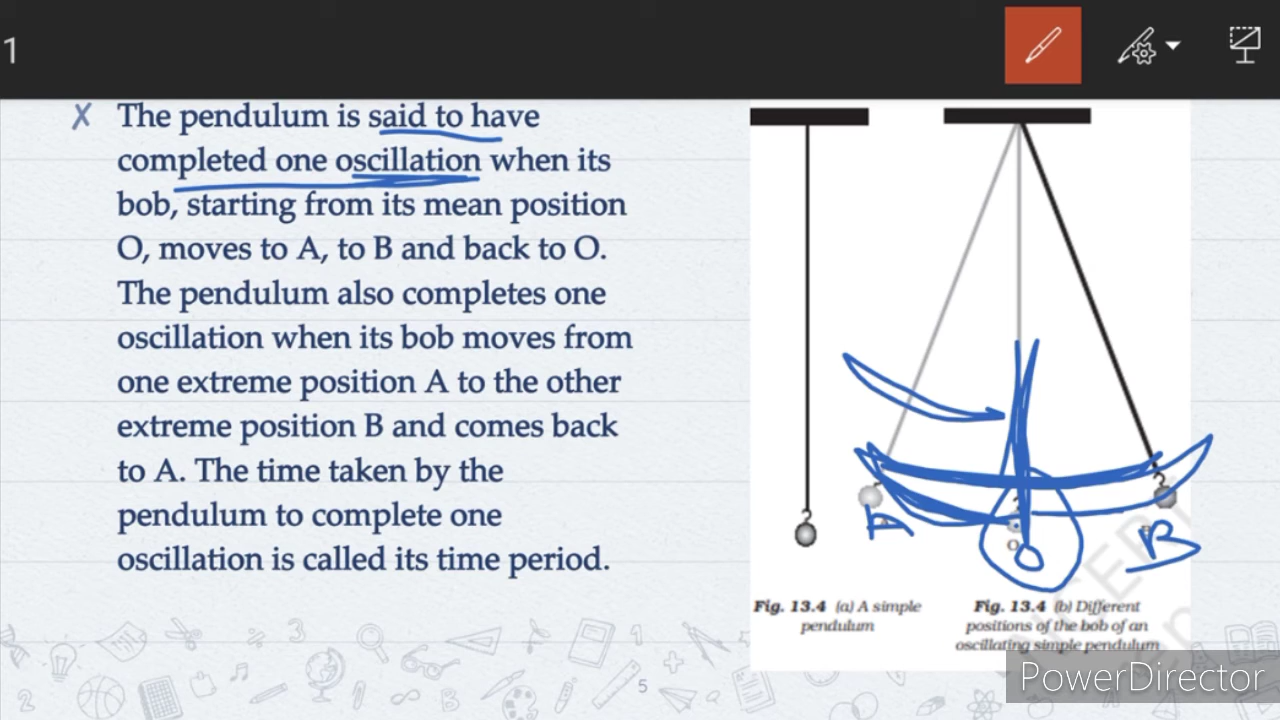 1
X The pendulum is said to have
completed one oscillation when its
bob, starting from its mean position
O, moves to A, to B and back to O.
The pendulum also completes one
oscillation when its bob moves from
one extreme position A to the other
extreme position B and comes back
to A. The time taken by the
pendulum to complete one
oscillation is called its time period.
A
O
O
B
Fig. 13.4 (a) A simple
pendulum
Fig. 13.4 (b) Different
positions of the bob of an
oscillating simple pendulum
5
PowerDirector